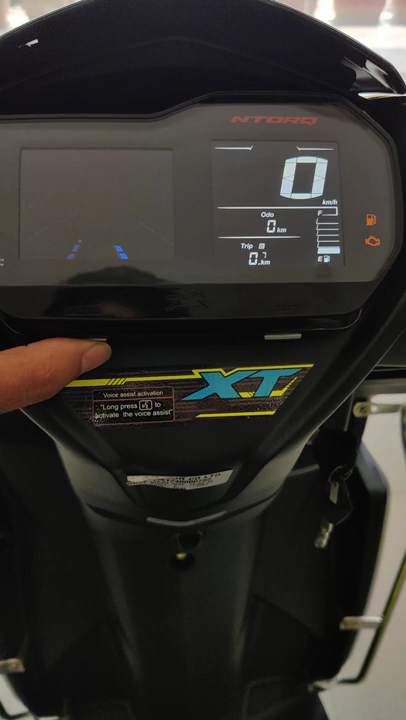 NTORQ
0
km/h
Odo
F
0 km
Trip
0.1 km
E
XT
Voice assist activation
"Long press
to
activate the voice assist"